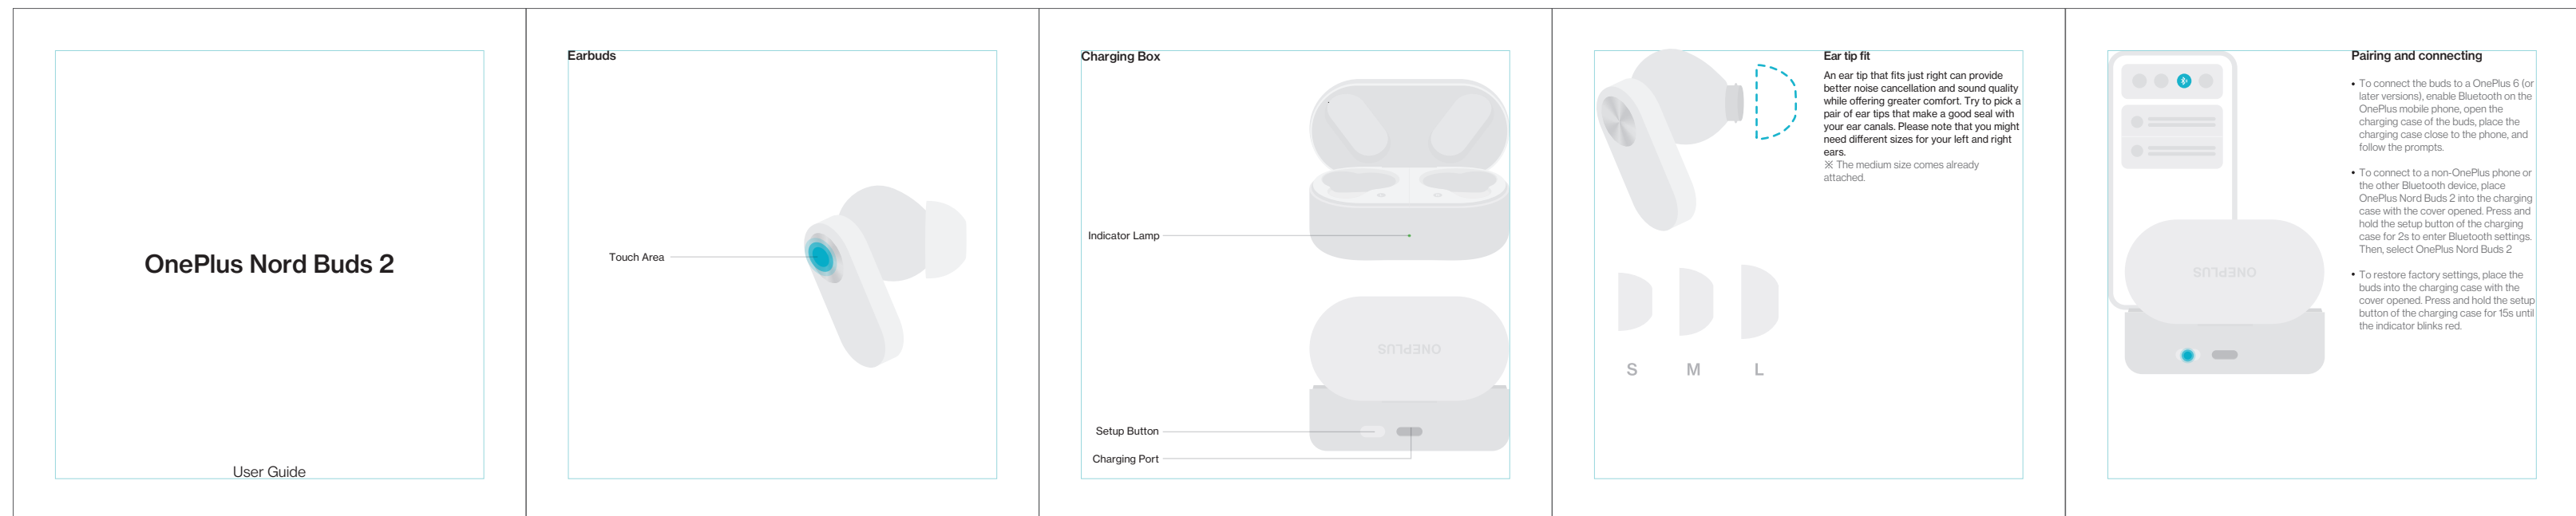 OnePlus Nord Buds 2
User Guide
Earbuds
Touch Area
Charging Box
Indicator Lamp
ONEPLUS
Setup Button
Charging Port
S M L
Ear tip fit
An ear tip that fits just right can provide
better noise cancellation and sound quality
while offering greater comfort. Try to pick a
pair of ear tips that make a good seal with
your ear canals. Please note that you might
need different sizes for your left and right
ears.
※ The medium size comes already
attached.
ONEPLUS
Pairing and connecting
• To connect the buds to a OnePlus 6 (or
later versions), enable Bluetooth on the
OnePlus mobile phone, open the
charging case of the buds, place the
charging case close to the phone, and
follow the prompts.
• To connect to a non-OnePlus phone or
the other Bluetooth device, place
OnePlus Nord Buds 2 into the charging
case with the cover opened. Press and
hold the setup button of the charging
case for 2s to enter Bluetooth settings.
Then, select OnePlus Nord Buds 2
• To restore factory settings, place the
buds into the charging case with the
cover opened. Press and hold the setup
button of the charging case for 15s until
the indicator blinks red.